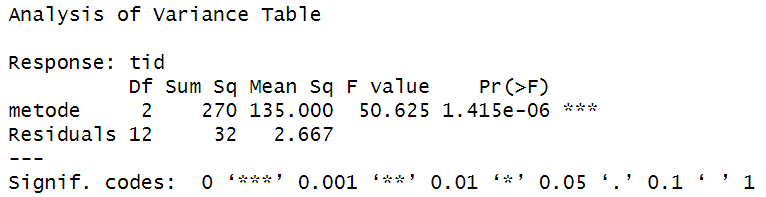 Analysis of Variance Table
Response: tid
Df Sum Sq Mean Sq F value Pr(>F)
metode 2 270 135.000 50.625 1.415e-06 ***
Residuals 12 32 2.667
---
Signif. codes: 0 ‘***’ 0.001 ‘**’ 0.01 ‘*’ 0.05 ‘.’ 0.1 ‘ ’ 1